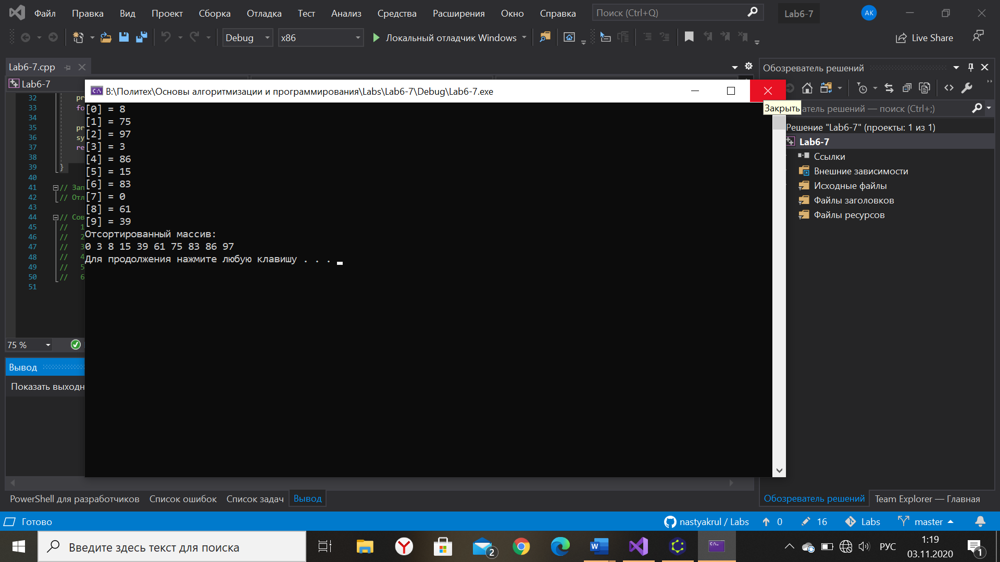 Файл Правка Вид Проект Сборка Отладка Тест Анализ Средства Расширения Окно Справка Поиск (Ctrl+Q) Lab6-7 AK
Debug x86 Локальный отладчик Windows Live Share
Lab6-7.cpp
Lab6-7
Обозреватель решений
B:\Политех\Основы алгоритмизации и программирования\Labs\Lab6-7\Debug\Lab6-7.exe
Закрыть
атель решений — поиск (Ctrl+;)
Решение "Lab6-7" (проекты: 1 из 1)
Lab6-7
Ссылки
Внешние зависимости
Исходные файлы
Файлы заголовков
Файлы ресурсов
32 pr
33 fo
34
35 pr
36 sy
37 re
38
39 }
40
41 // Зап
42 // Отл
43
44 // Сов
45 // 1
46 // 2
47 // 3
48 // 4
49 // 5
50 // 6
51
[0] = 8
[1] = 75
[2] = 97
[3] = 3
[4] = 86
[5] = 15
[6] = 83
[7] = 0
[8] = 61
[9] = 39
Отсортированный массив:
0 3 8 15 39 61 75 83 86 97
Для продолжения нажмите любую клавишу . . .
75 %
Вывод
Показать выходн
PowerShell для разработчиков Список ошибок Список задач Вывод
Обозреватель решений Team Explorer — Главная
Готово nastyakrul / Labs 0 16 Labs master
Введите здесь текст для поиска 2 РУС 1:19
03.11.2020 1